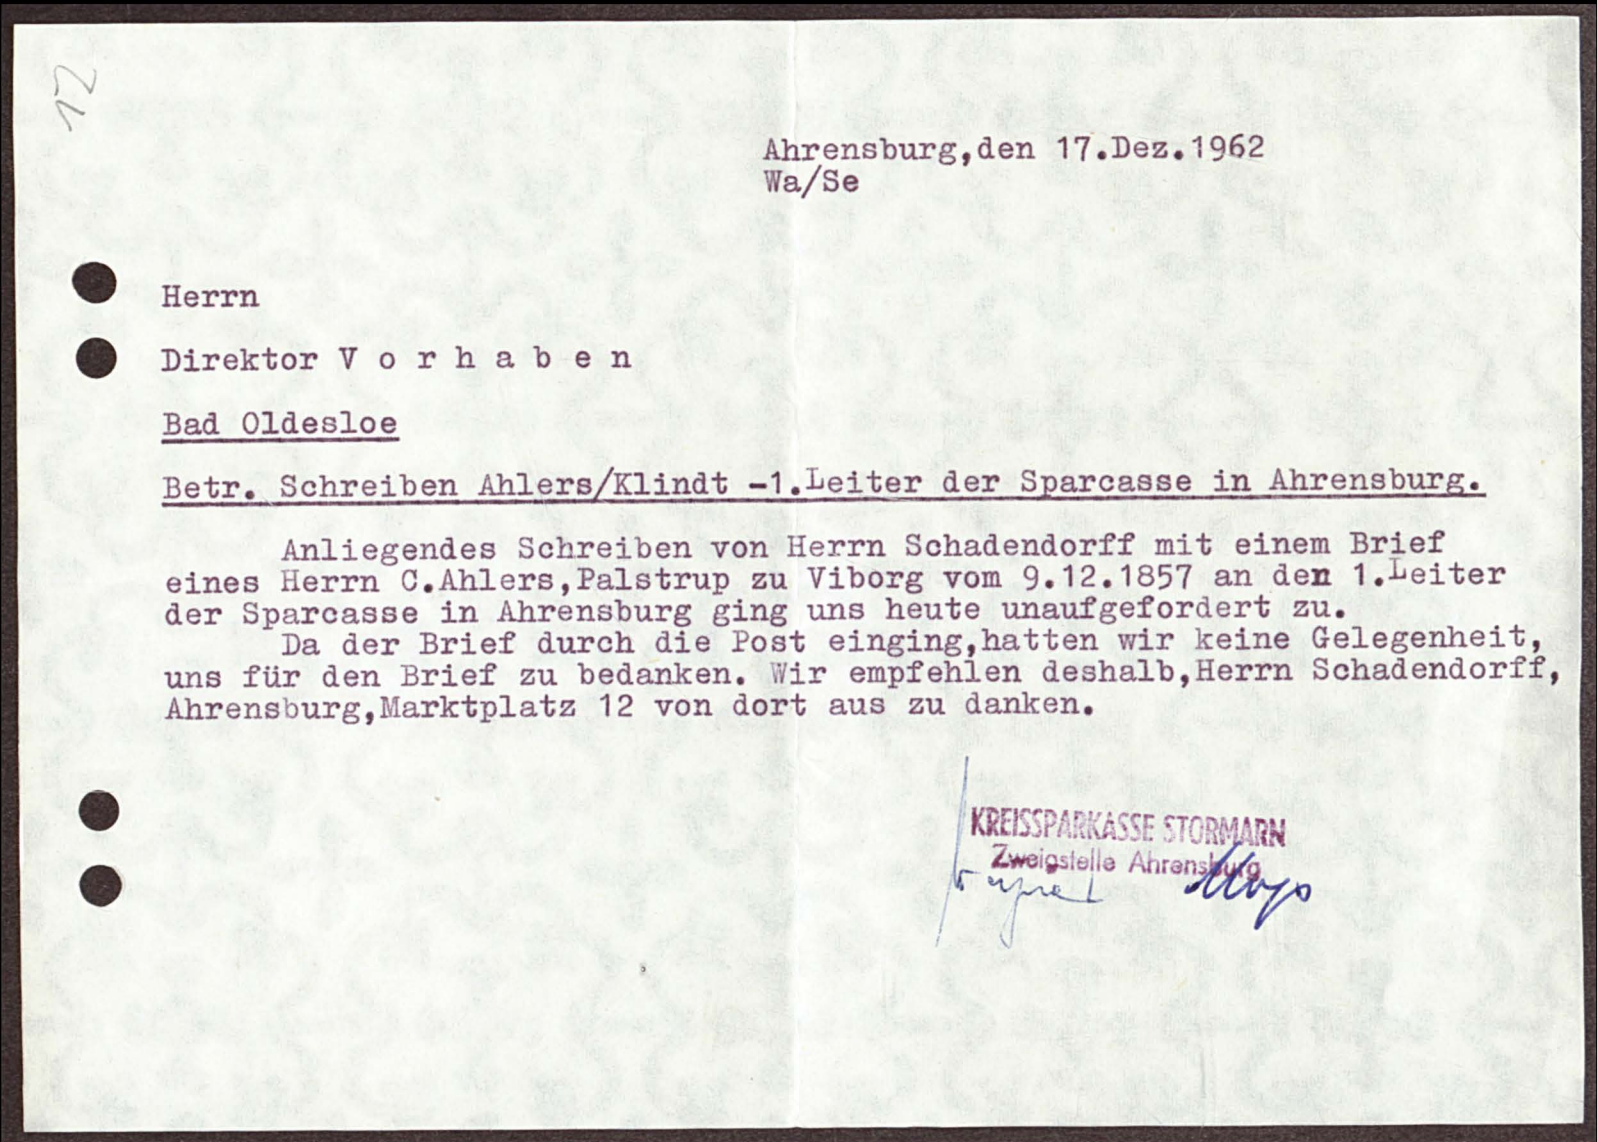 12
Ahrensburg,den 17.Dez.1962
Wa/Se
Herrn
Direktor V o r h a b e n
Bad Oldesloe
Betr. Schreiben Ahlers/Klindt -1.Leiter der Sparcasse in Ahrensburg.
Anliegendes Schreiben von Herrn Schadendorff mit einem Brief
eines Herrn C.Ahlers,Palstrup zu Viborg vom 9.12.1857 an den 1.Leiter
der Sparcasse in Ahrensburg ging uns heute unaufgefordert zu.
Da der Brief durch die Post einging,hatten wir keine Gelegenheit,
uns für den Brief zu bedanken. Wir empfehlen deshalb,Herrn Schadendorff,
Ahrensburg,Marktplatz 12 von dort aus zu danken.
KREISSPARKASSE STORMARN
Zweigstelle Ahrensburg